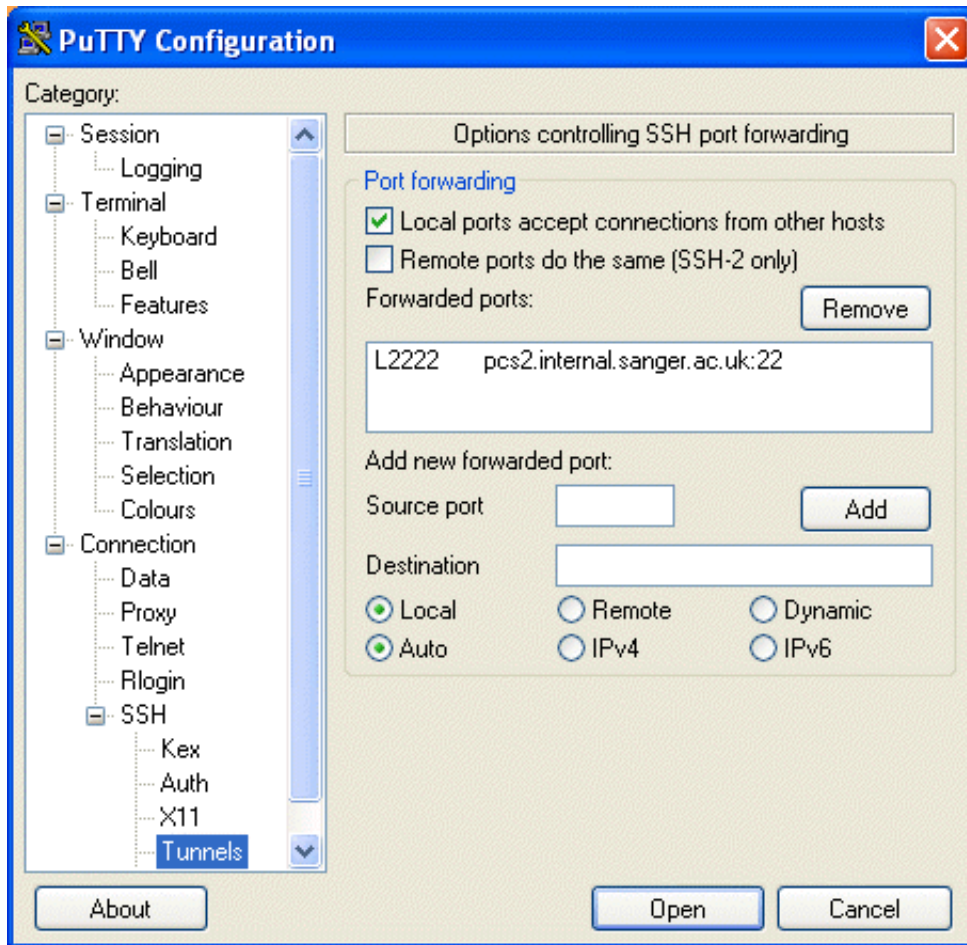 PuTTY Configuration
Category:
Session
Logging
Terminal
Keyboard
Bell
Features
Window
Appearance
Behaviour
Translation
Selection
Colours
Connection
Data
Proxy
Telnet
Rlogin
SSH
Kex
Auth
X11
Tunnels
Options controlling SSH port forwarding
Port forwarding
Local ports accept connections from other hosts
Remote ports do the same (SSH-2 only)
Forwarded ports:
Remove
L2222 pcs2.internal.sanger.ac.uk:22
Add new forwarded port:
Source port
Add
Destination
Local Remote Dynamic
Auto IPv4 IPv6
About
Open
Cancel